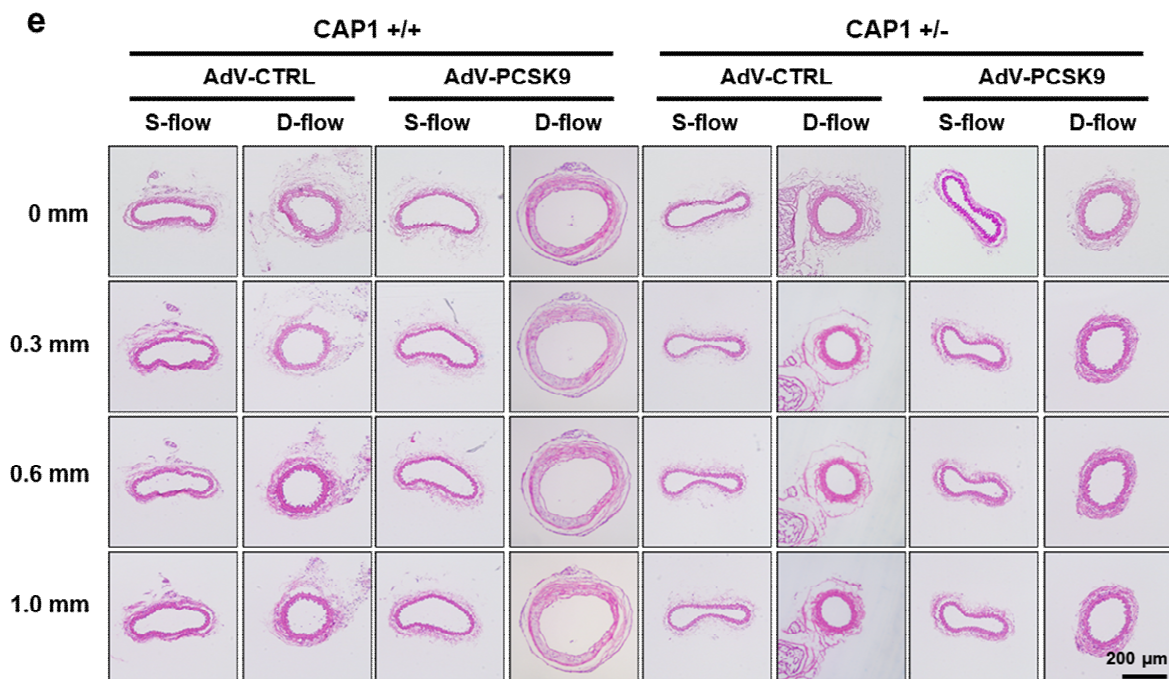 e
CAP1 +/+ CAP1 +/-
AdV-CTRL AdV-PCSK9 AdV-CTRL AdV-PCSK9
S-flow D-flow S-flow D-flow S-flow D-flow S-flow D-flow
0 mm
0.3 mm
0.6 mm
1.0 mm
200 µm